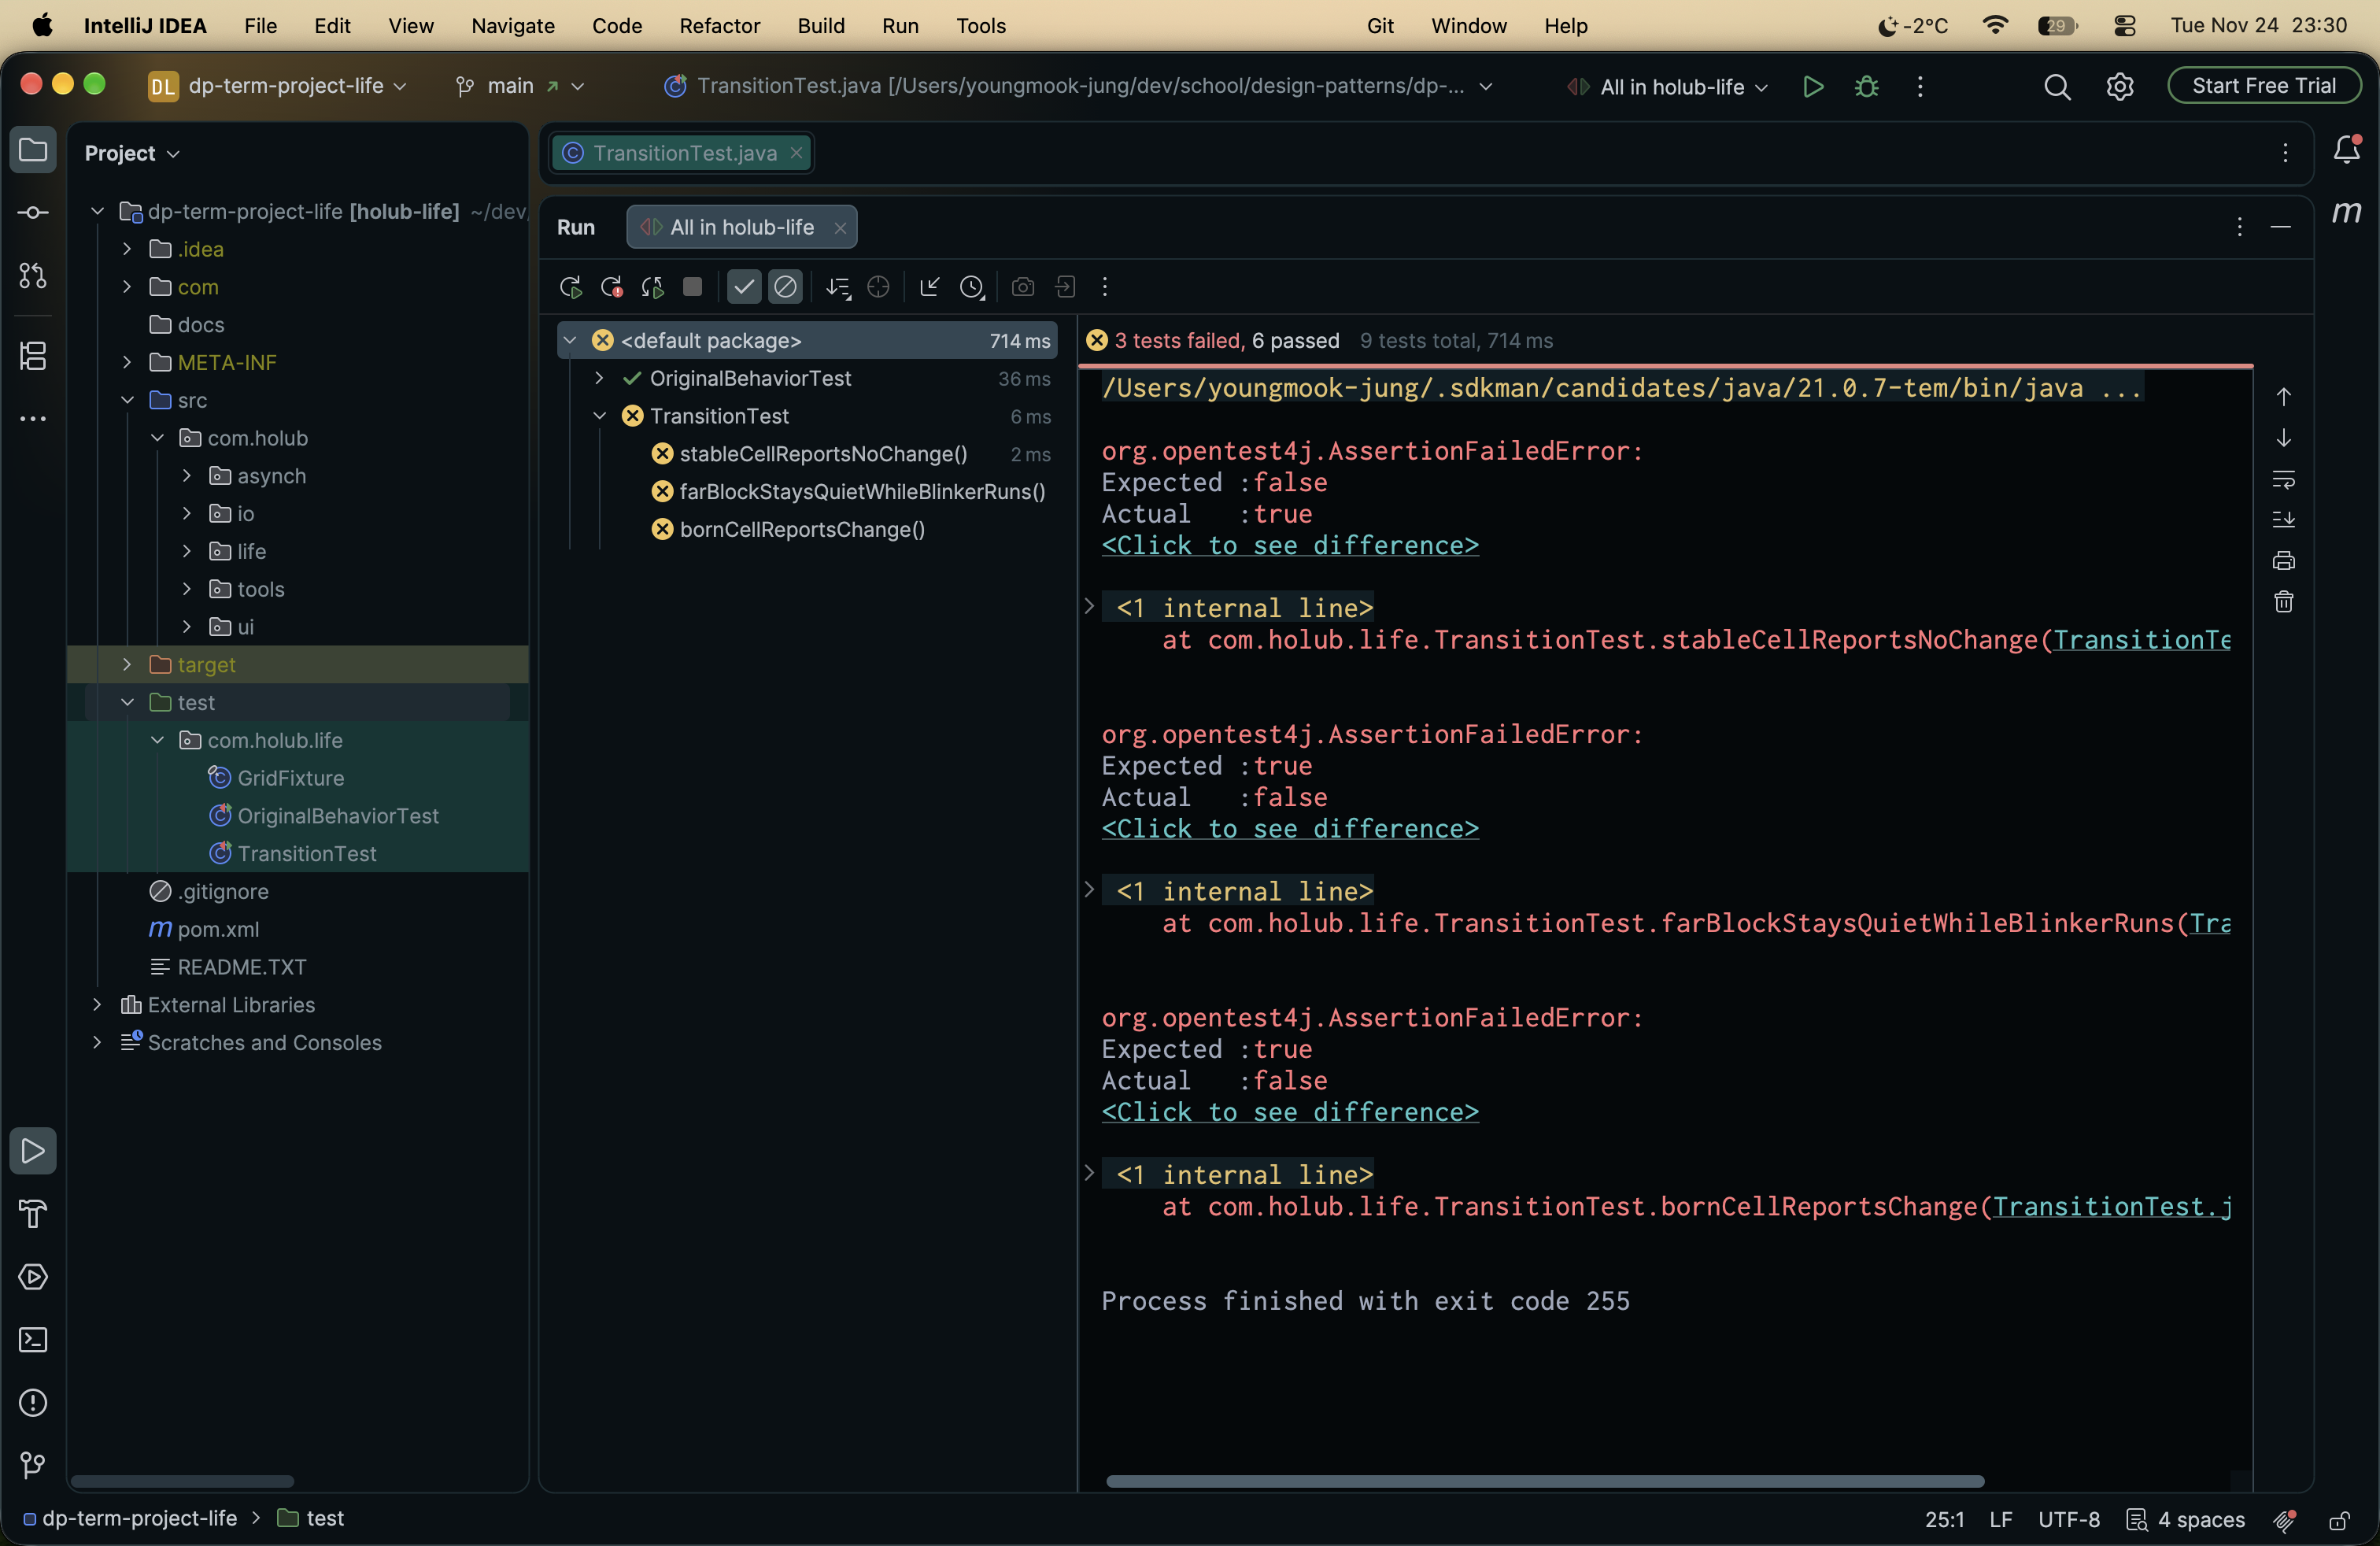 IntelliJ IDEA File Edit View Navigate Code Refactor Build Run Tools Git Window Help -2°C 29 Tue Nov 24 23:30
DL dp-term-project-life main TransitionTest.java [/Users/youngmook-jung/dev/school/design-patterns/dp-... All in holub-life Start Free Trial
Project
TransitionTest.java
dp-term-project-life [holub-life] ~/dev/
.idea
com
docs
META-INF
src
com.holub
asynch
io
life
tools
ui
target
test
com.holub.life
GridFixture
OriginalBehaviorTest
TransitionTest
.gitignore
m pom.xml
README.TXT
External Libraries
Scratches and Consoles
Run All in holub-life
<default package> 714 ms
OriginalBehaviorTest 36 ms
TransitionTest 6 ms
stableCellReportsNoChange() 2 ms
farBlockStaysQuietWhileBlinkerRuns()
bornCellReportsChange()
3 tests failed, 6 passed 9 tests total, 714 ms
/Users/youngmook-jung/.sdkman/candidates/java/21.0.7-tem/bin/java ...
org.opentest4j.AssertionFailedError:
Expected :false
Actual :true
<Click to see difference>
<1 internal line>
at com.holub.life.TransitionTest.stableCellReportsNoChange(TransitionTe
org.opentest4j.AssertionFailedError:
Expected :true
Actual :false
<Click to see difference>
<1 internal line>
at com.holub.life.TransitionTest.farBlockStaysQuietWhileBlinkerRuns(Tra
org.opentest4j.AssertionFailedError:
Expected :true
Actual :false
<Click to see difference>
<1 internal line>
at com.holub.life.TransitionTest.bornCellReportsChange(TransitionTest.j
Process finished with exit code 255
m
dp-term-project-life > test
25:1 LF UTF-8 4 spaces